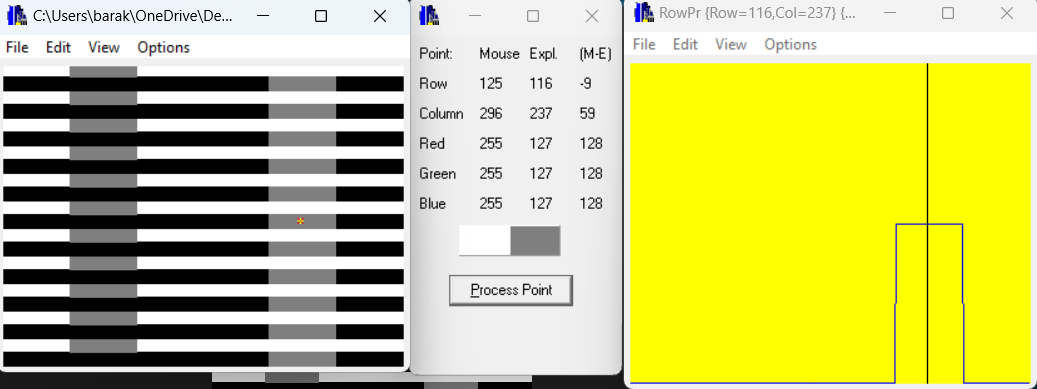 C:\Users\barak\OneDrive\De...
File Edit View Options
Point: Mouse Expl. (M-E)
Row 125 116 -9
Column 296 237 59
Red 255 127 128
Green 255 127 128
Blue 255 127 128
Process Point
RowPr {Row=116,Col=237} {...
File Edit View Options